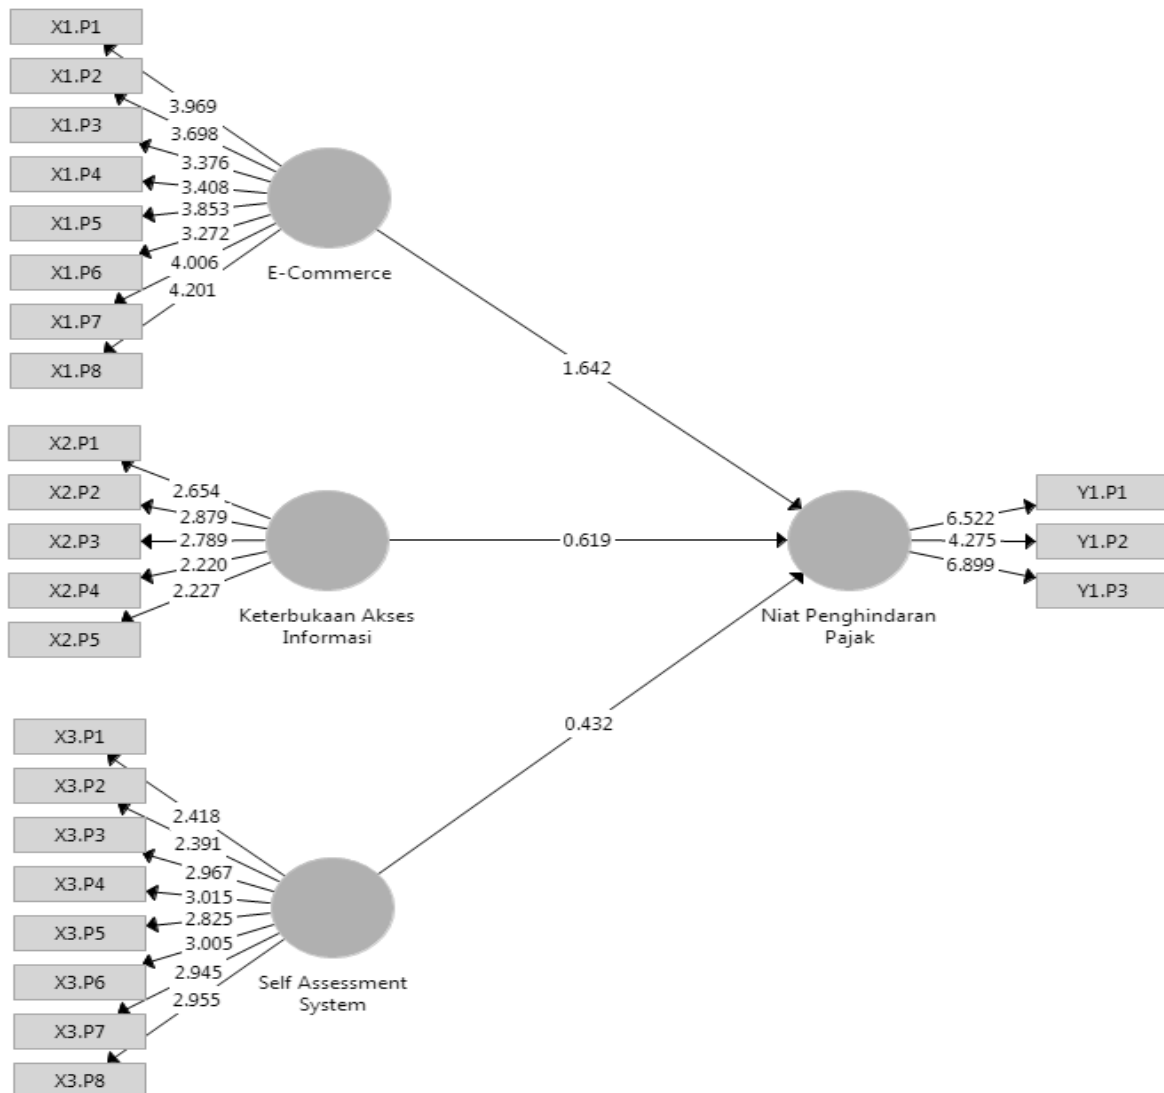 X1.P1
X1.P2
X1.P3
X1.P4
X1.P5
X1.P6
X1.P7
X1.P8
3.969
3.698
3.376
3.408
3.853
3.272
4.006
4.201
E-Commerce
1.642
X2.P1
X2.P2
X2.P3
X2.P4
X2.P5
2.654
2.879
2.789
2.220
2.227
Keterbukaan Akses
Informasi
0.619
Niat Penghindaran
Pajak
6.522
4.275
6.899
Y1.P1
Y1.P2
Y1.P3
X3.P1
X3.P2
X3.P3
X3.P4
X3.P5
X3.P6
X3.P7
X3.P8
2.418
2.391
2.967
3.015
2.825
3.005
2.945
2.955
Self Assessment
System
0.432